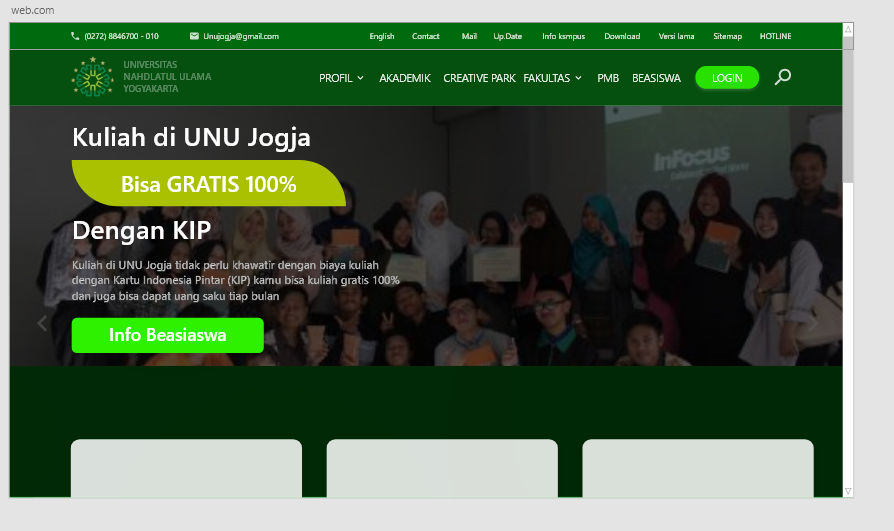 web.com
(0272) 8846700 - 010
Unujogja@gmail.com
English
Contact
Mail
Up.Date
Info ksmpus
Download
Versi lama
Sitemap
HOTLINE
UNIVERSITAS
NAHDLATUL ULAMA
YOGYAKARTA
PROFIL
AKADEMIK
CREATIVE PARK
FAKULTAS
PMB
BEASISWA
LOGIN
Kuliah di UNU Jogja
InFocus
Bisa GRATIS 100%
Dengan KIP
Kuliah di UNU Jogja tidak perlu khawatir dengan biaya kuliah
dengan Kartu Indonesia Pintar (KIP) kamu bisa kuliah gratis 100%
dan juga bisa dapat uang saku tiap bulan
Info Beasiaswa